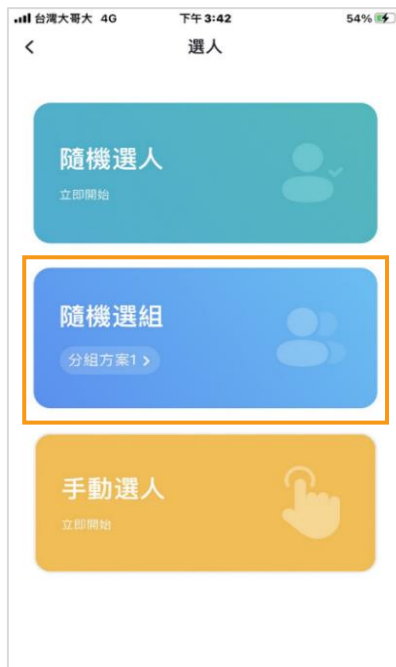 台灣大哥大 4G 下午 3:42 54%
選人
隨機選人
立即開始
隨機選組
分組方案1 >
手動選人
立即開始